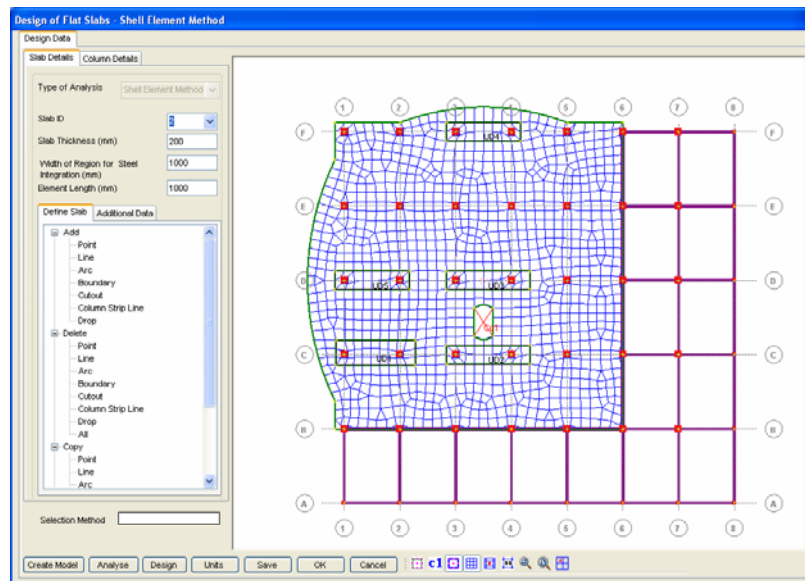 Design of Flat Slabs - Shell Element Method
Design Data
Slab Details Column Details
Type of Analysis Shell Element Method
Slab ID 2
Slab Thickness (mm) 200
Width of Region for Steel Integration (mm) 1000
Element Length (mm) 1000
Define Slab Additional Data
Add
Point
Line
Arc
Boundary
Cutout
Column Strip Line
Drop
Delete
Point
Line
Arc
Boundary
Cutout
Column Strip Line
Drop
All
Copy
Point
Line
Arc
Selection Method
1 2 3 4 5 6 7 8
F UD4 F
E E
D UD5 UD3 D
C UD1 UD2 C
B B
A A
1 2 3 4 5 6 7 8
Create Model Analyse Design Units Save OK Cancel c1